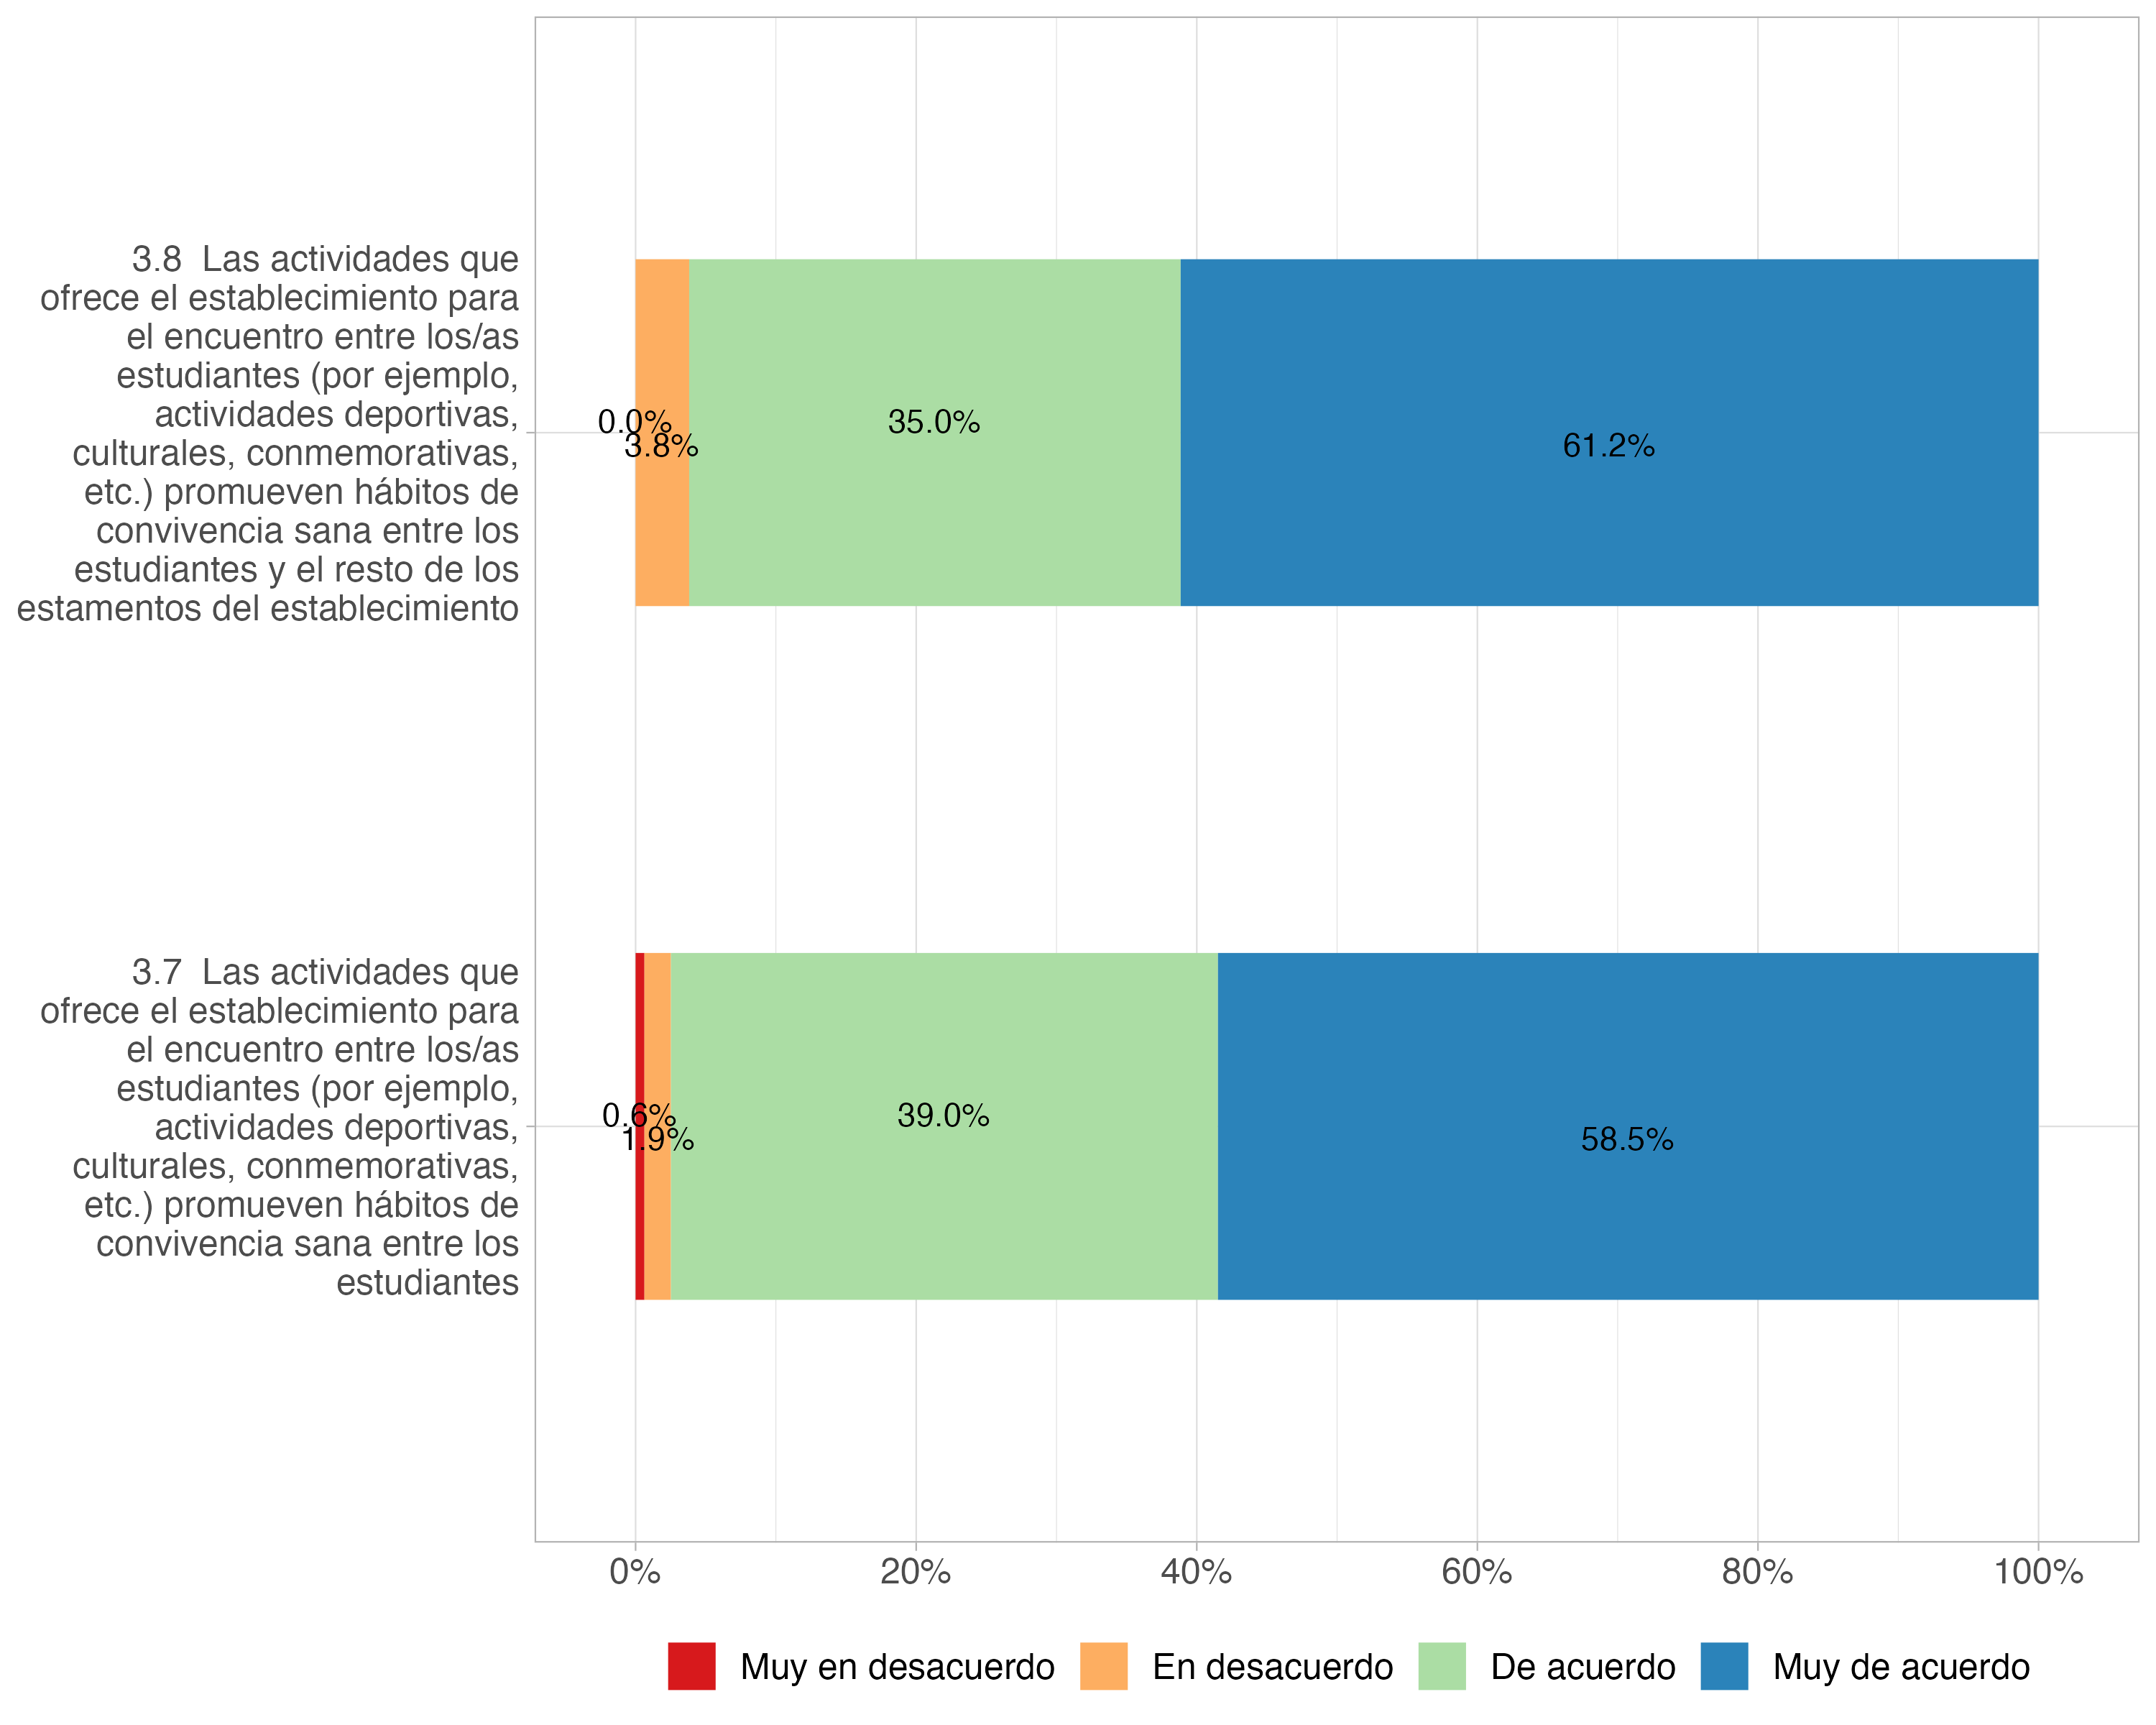 3.8  Las actividades que
ofrece el establecimiento para
el encuentro entre los/as
estudiantes (por ejemplo,
actividades deportivas,
culturales, conmemorativas,
etc.) promueven hábitos de
convivencia sana entre los
estudiantes y el resto de los
estamentos del establecimiento
0.0%
3.8%
35.0%
61.2%
3.7  Las actividades que
ofrece el establecimiento para
el encuentro entre los/as
estudiantes (por ejemplo,
actividades deportivas,
culturales, conmemorativas,
etc.) promueven hábitos de
convivencia sana entre los
estudiantes
0.6%
1.9%
39.0%
58.5%
0% 20% 40% 60% 80% 100%
Muy en desacuerdo En desacuerdo De acuerdo Muy de acuerdo